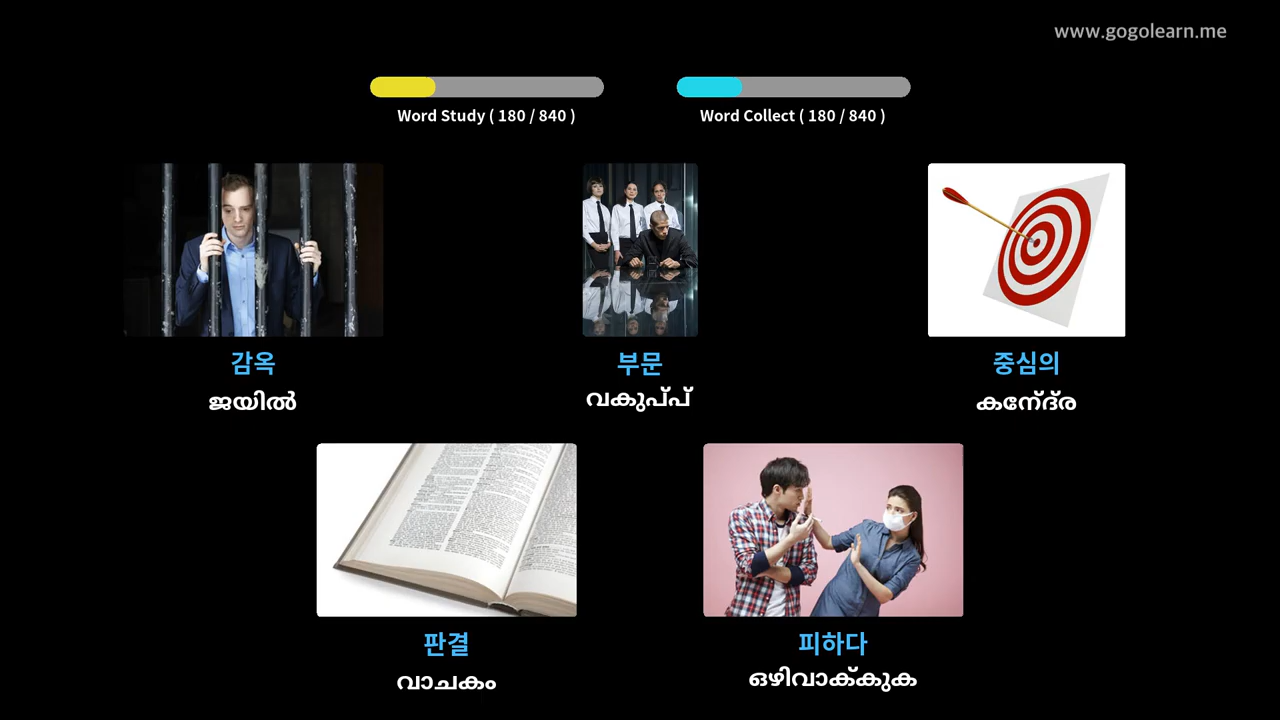 www.gogolearn.me
Word Study ( 180 / 840 )
Word Collect ( 180 / 840 )
감옥
ജയിൽ
부문
വകുപ്പ്
중심의
കേന്ദ്ര
판결
വാചകം
피하다
ഒഴിവാക്കുക